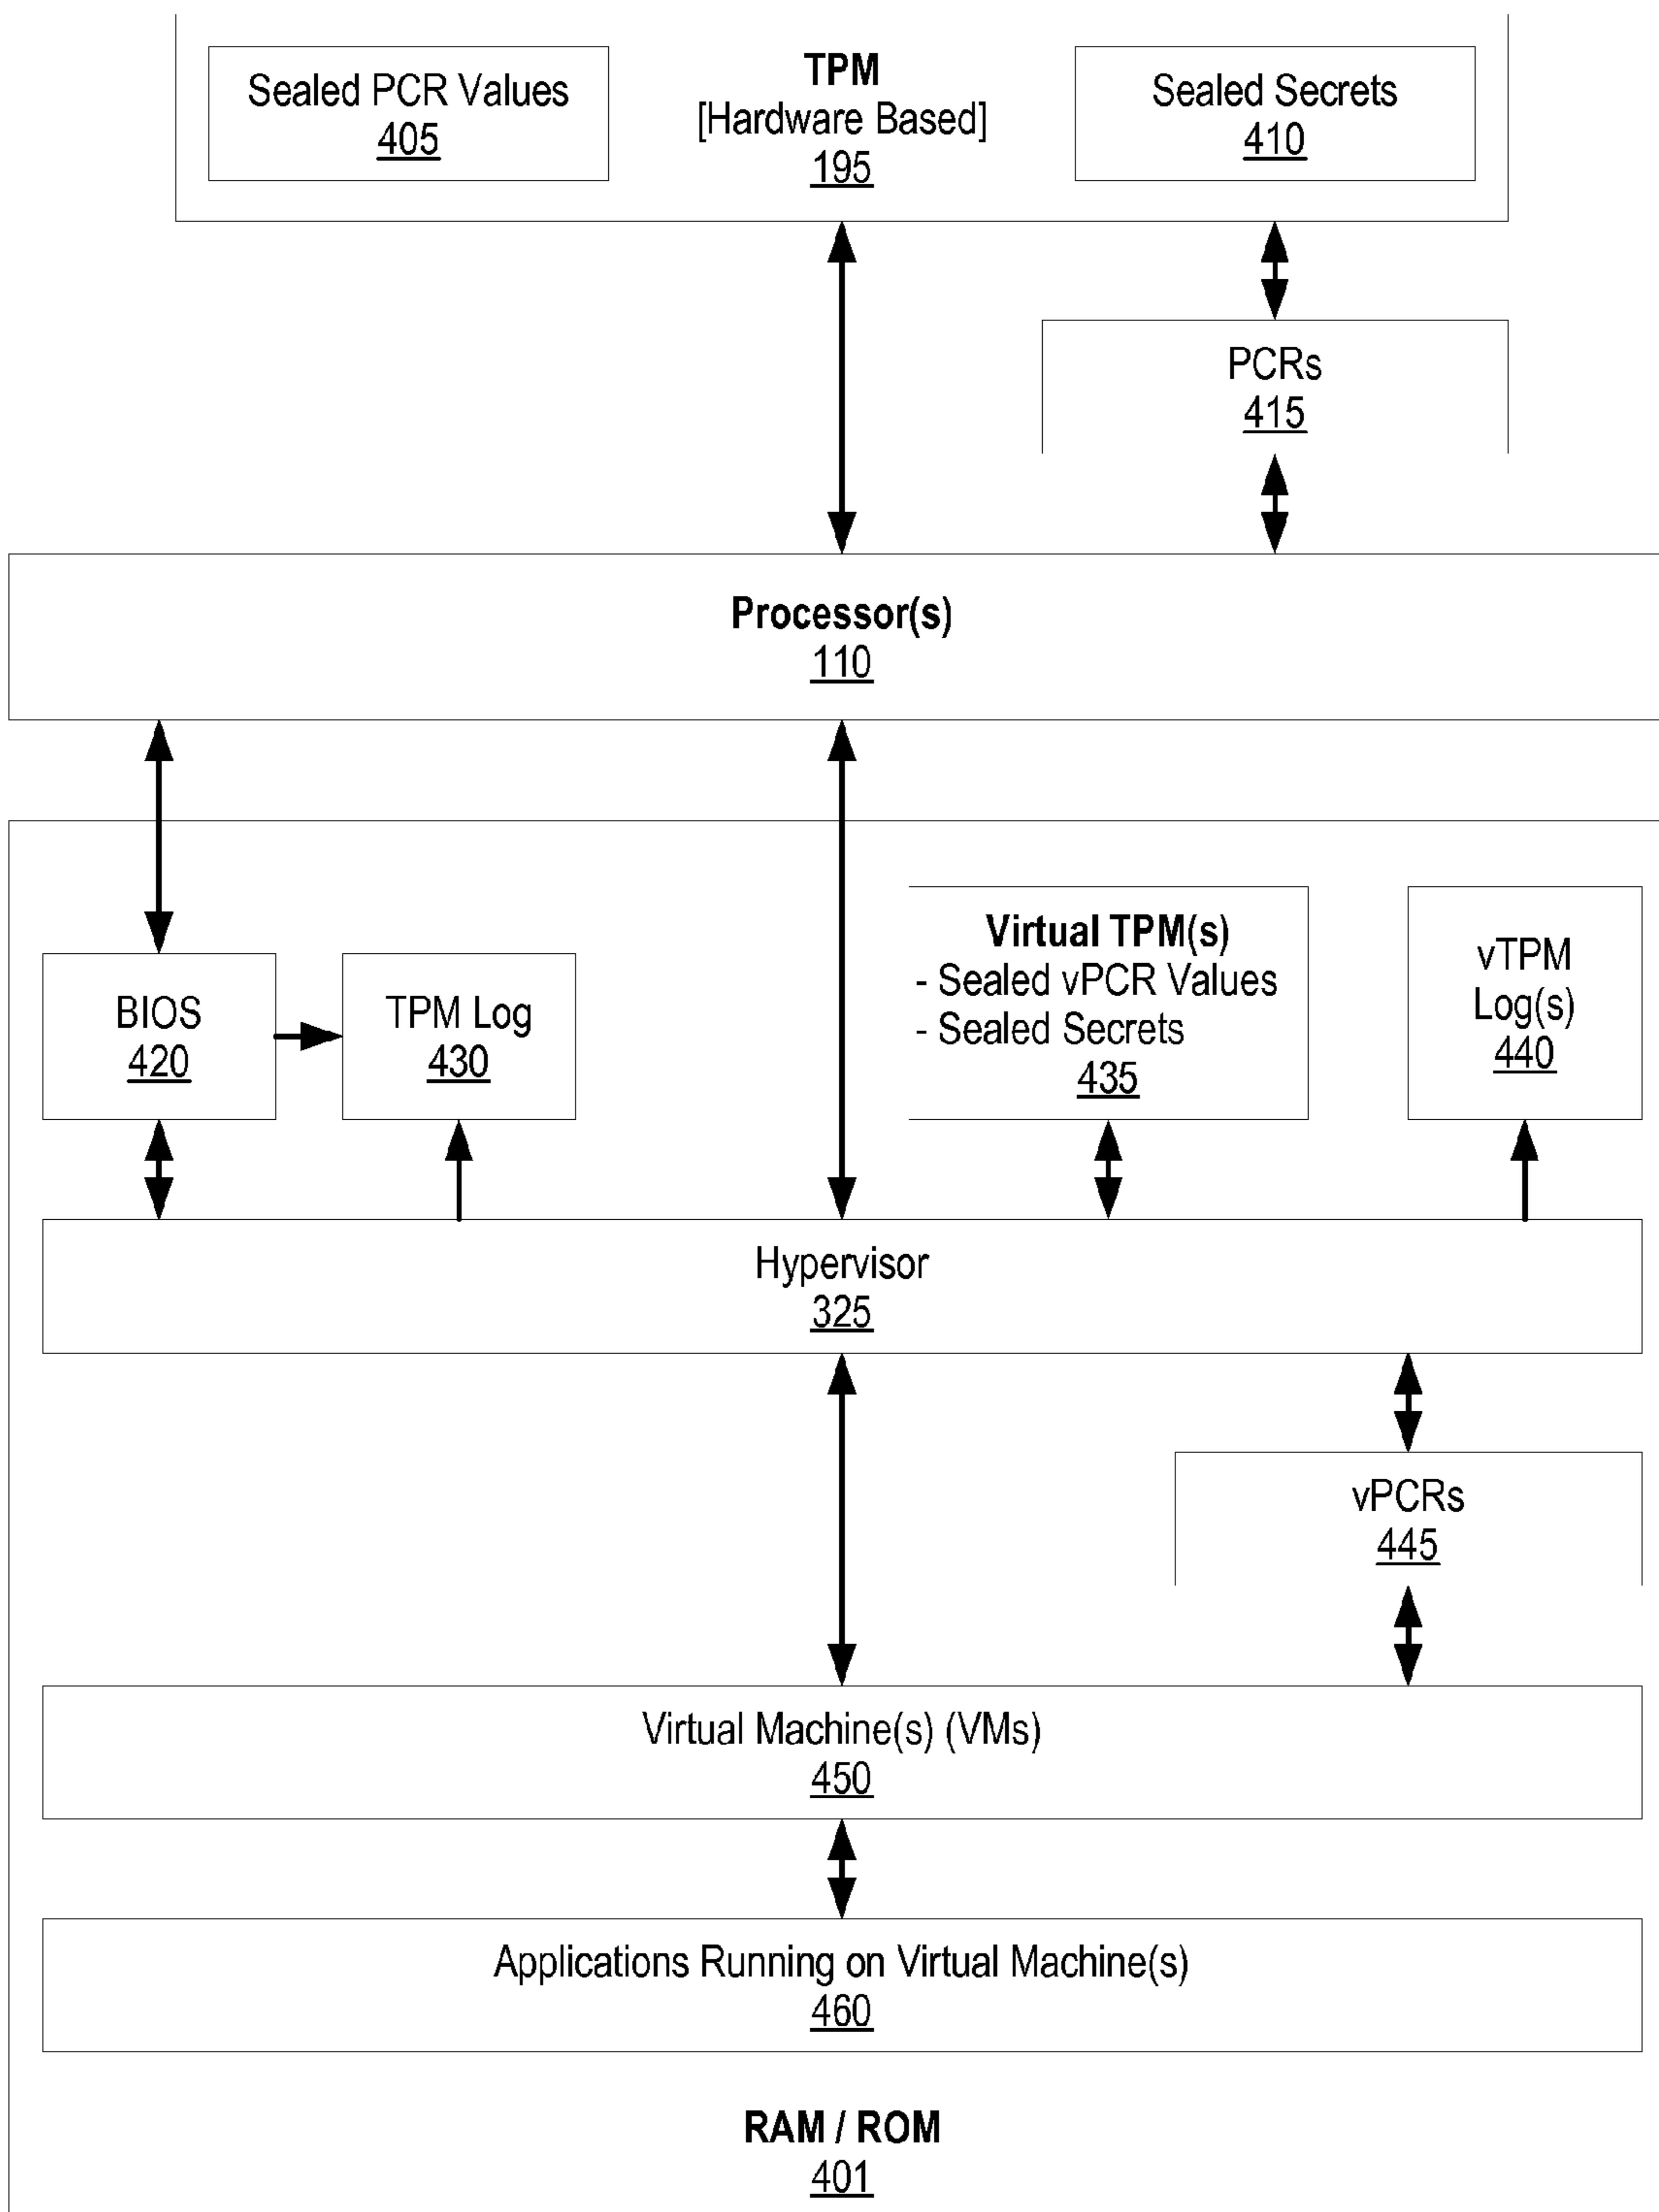 Sealed PCR Values
405
TPM
[Hardware Based]
195
Sealed Secrets
410
PCRs
415
Processor(s)
110
BIOS
420
TPM Log
430
Virtual TPM(s)
- Sealed vPCR Values
- Sealed Secrets
435
vTPM
Log(s)
440
Hypervisor
325
vPCRs
445
Virtual Machine(s) (VMs)
450
Applications Running on Virtual Machine(s)
460
RAM / ROM
401